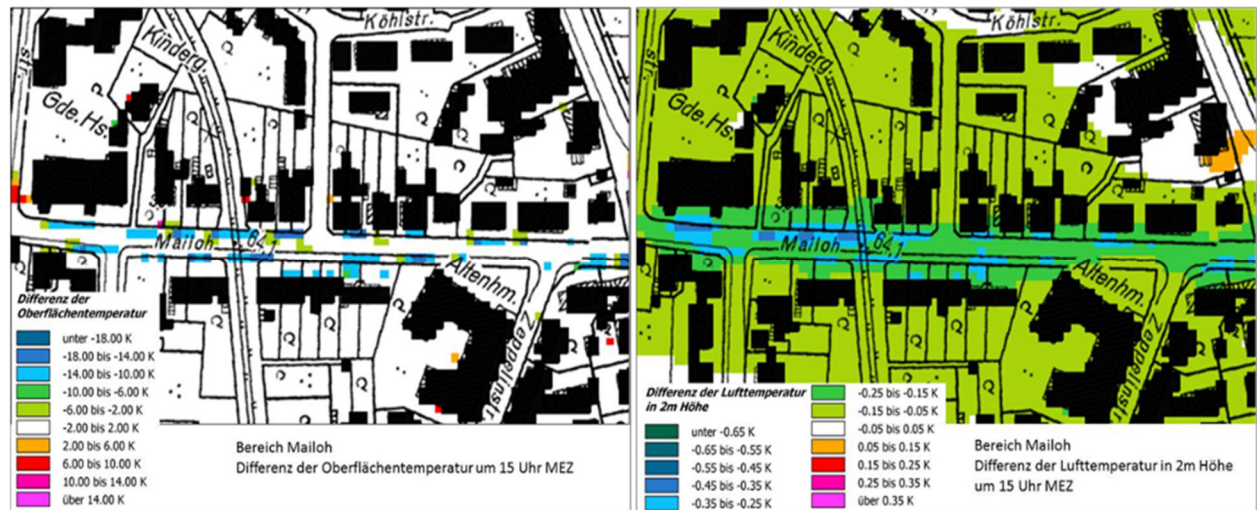 Köhlstr.
Kinderg.
str.
P
Gde.Hs.
Mailoh
64,1
Altenhm.
P
Zeppelinstr.
Differenz der
Oberflächentemperatur
unter -18.00 K
-18.00 bis -14.00 K
-14.00 bis -10.00 K
-10.00 bis -6.00 K
-6.00 bis -2.00 K
-2.00 bis 2.00 K
2.00 bis 6.00 K
6.00 bis 10.00 K
10.00 bis 14.00 K
über 14.00 K
Bereich Mailoh
Differenz der Oberflächentemperatur um 15 Uhr MEZ
Köhlstr.
Kinderg.
str.
P
Gde.Hs.
Mailoh
64,1
Altenhm.
P
Zeppelinstr.
Differenz der Lufttemperatur
in 2m Höhe
unter -0.65 K
-0.65 bis -0.55 K
-0.55 bis -0.45 K
-0.45 bis -0.35 K
-0.35 bis -0.25 K
-0.25 bis -0.15 K
-0.15 bis -0.05 K
-0.05 bis 0.05 K
0.05 bis 0.15 K
0.15 bis 0.25 K
0.25 bis 0.35 K
über 0.35 K
Bereich Mailoh
Differenz der Lufttemperatur in 2m Höhe
um 15 Uhr MEZ